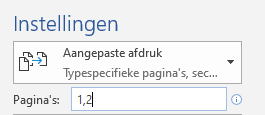 Instellingen
Aangepaste afdruk
Typespecifieke pagina's, sec...
Pagina's: 1,2